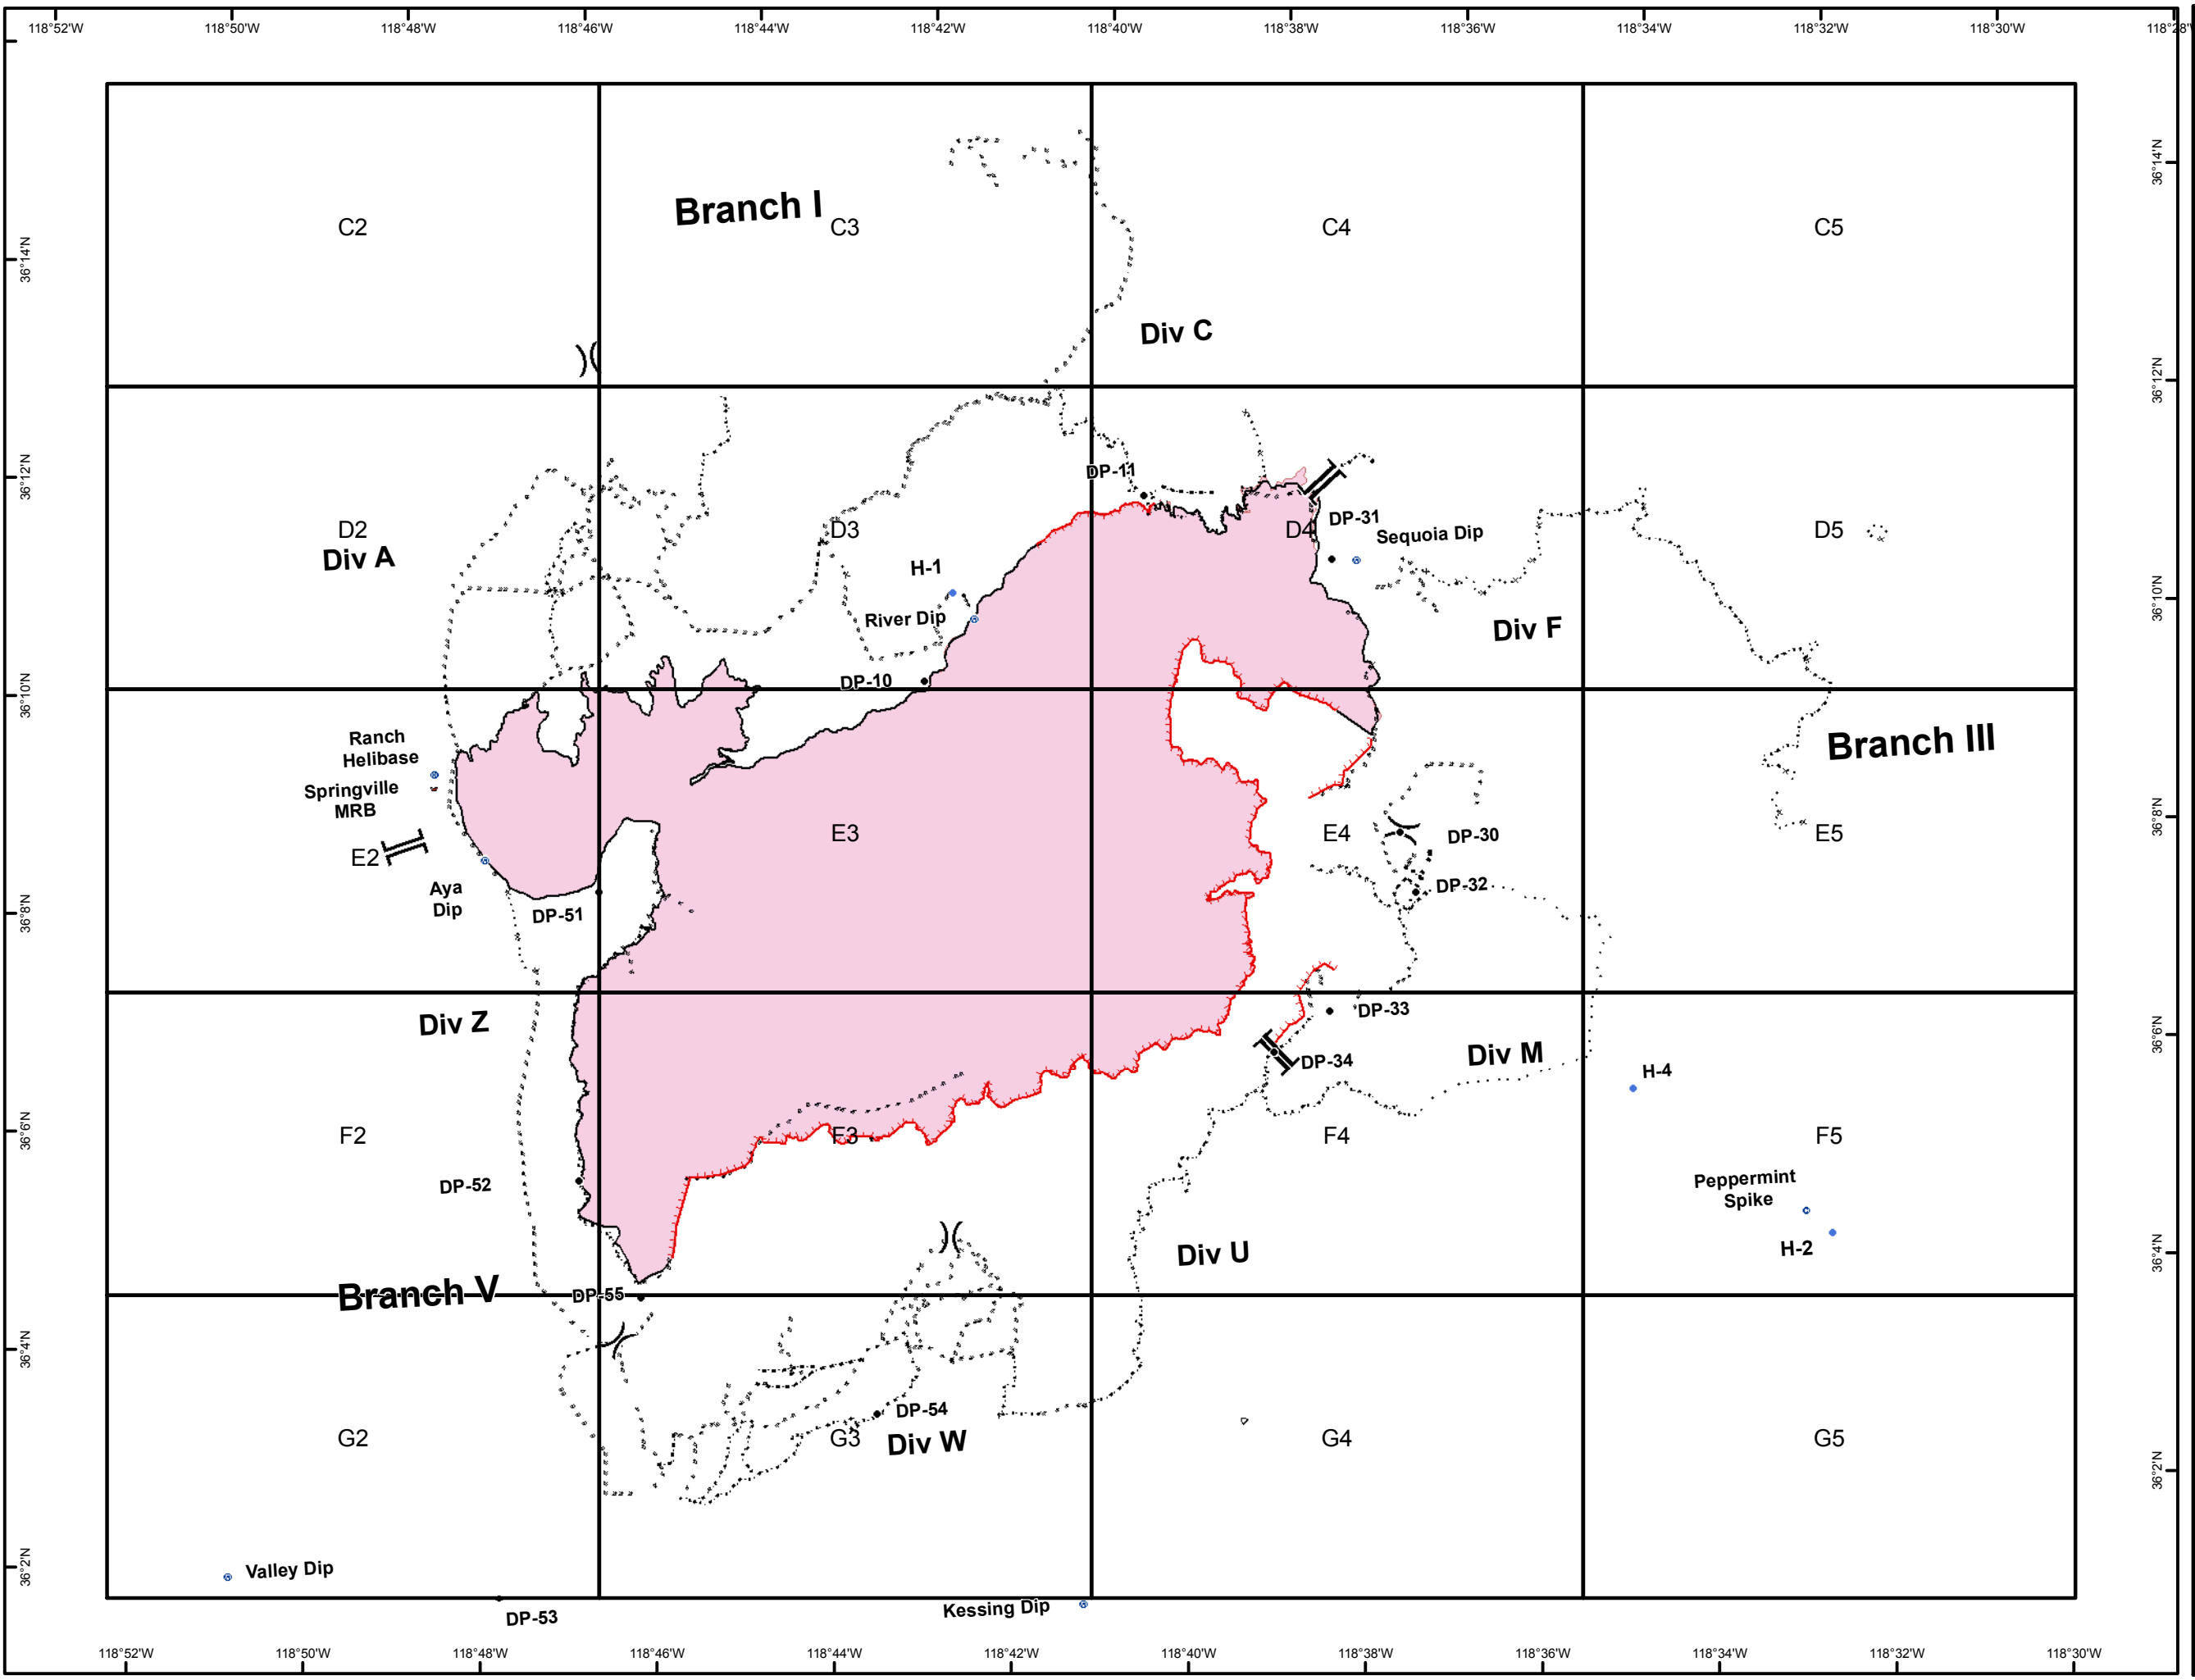 118°52'W 118°50'W 118°48'W 118°46'W 118°44'W 118°42'W 118°40'W 118°38'W 118°36'W 118°34'W 118°32'W 118°30'W 118°28'W
36°14'N
Branch I
C2 C3 C4 C5
36°14'N
Div C
36°12'N
DP-11
36°12'N
DP-31
D2 D3 D4 D5
Sequoia Dip
Div A
H-1
36°10'N
River Dip
Div F
DP-10
36°10'N
Ranch
Helibase
Branch III
Springville
MRB
36°8'N
E3 E4 E5
DP-30
E2
DP-32
Aya
Dip
DP-51
36°8'N
DP-33
Div Z
36°6'N
Div M
DP-34
H-4
36°6'N
F2 F3 F4 F5
DP-52
Peppermint
Spike
Div U
H-2
36°4'N
Branch V
DP-55
36°4'N
DP-54
G2 G3 G4 G5
Div W
36°2'N
Valley Dip
36°2'N
Kessing Dip
DP-53
118°52'W 118°50'W 118°48'W 118°46'W 118°44'W 118°42'W 118°40'W 118°38'W 118°36'W 118°34'W 118°32'W 118°30'W